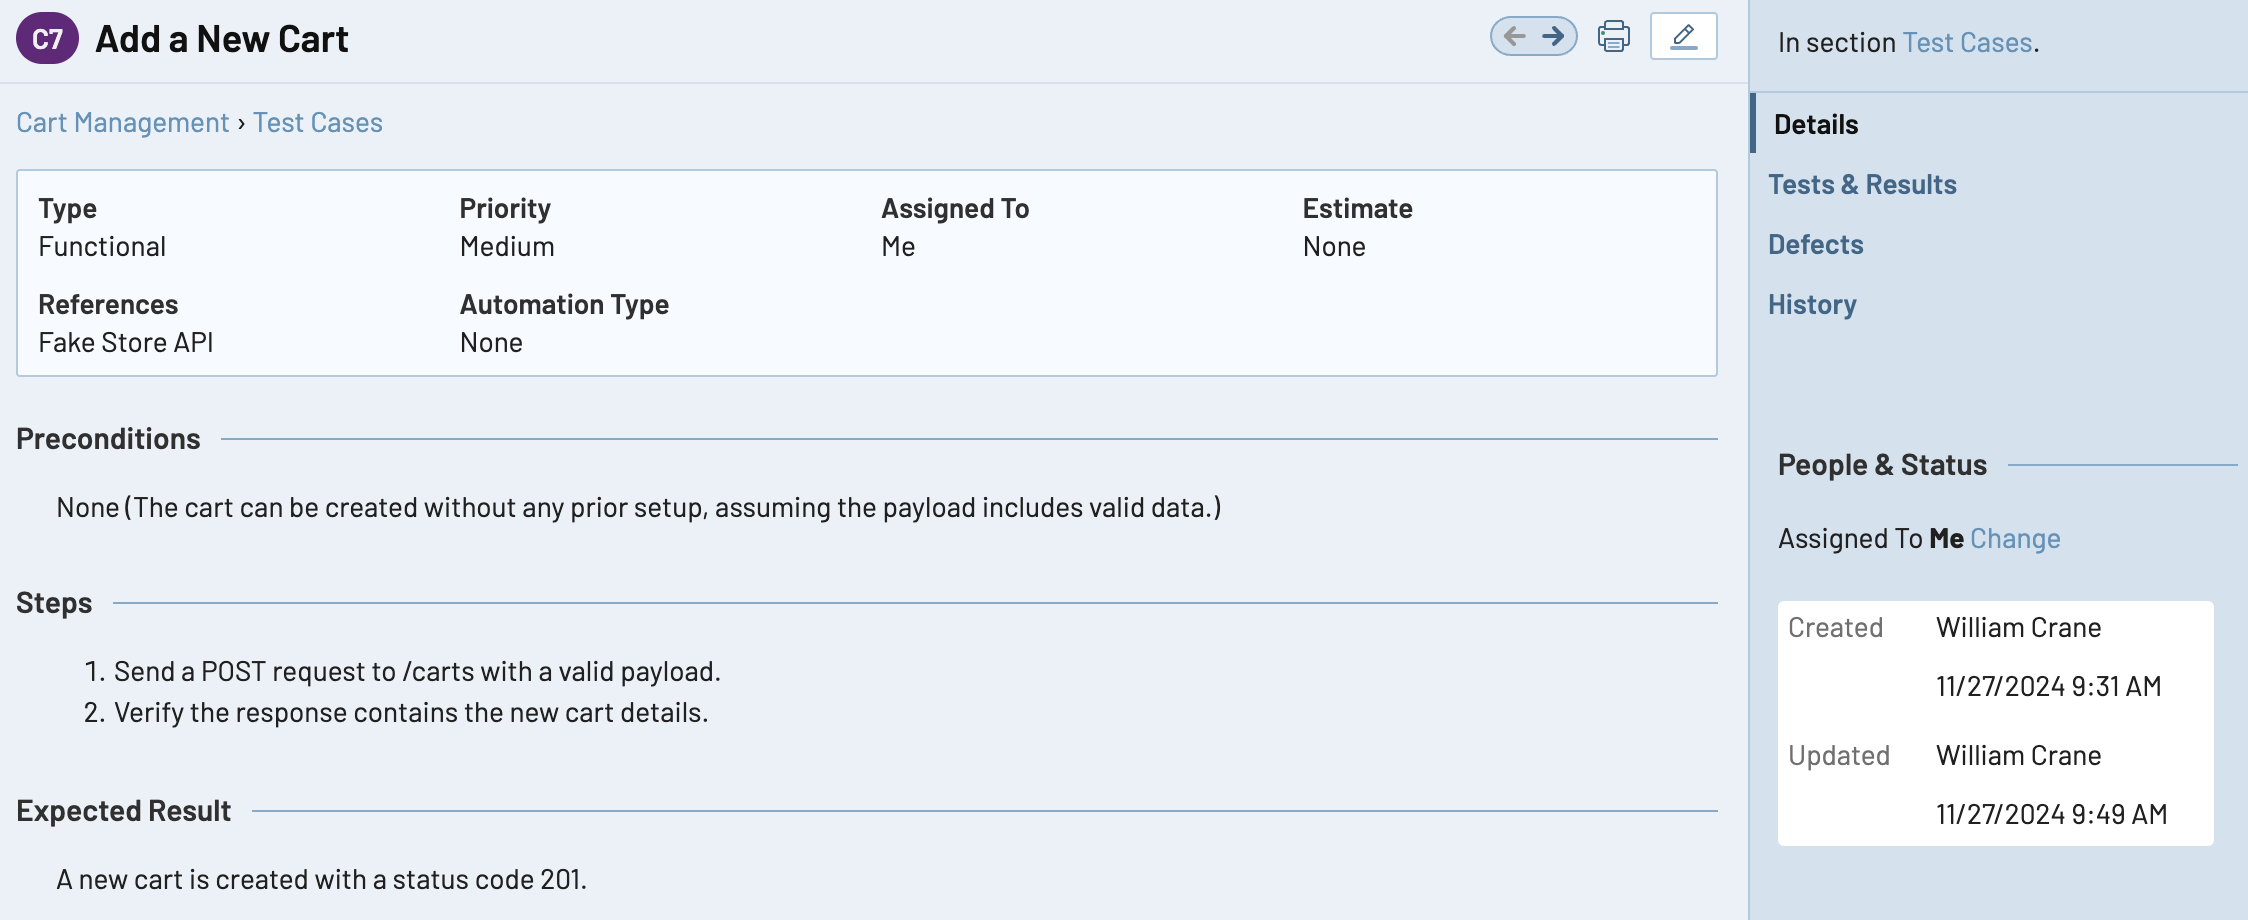 C7 Add a New Cart
Cart Management › Test Cases
Type Priority Assigned To Estimate
Functional Medium Me None
References Automation Type
Fake Store API None
Preconditions
None (The cart can be created without any prior setup, assuming the payload includes valid data.)
Steps
1. Send a POST request to /carts with a valid payload.
2. Verify the response contains the new cart details.
Expected Result
A new cart is created with a status code 201.
In section Test Cases.
Details
Tests & Results
Defects
History
People & Status
Assigned To Me Change
Created William Crane
11/27/2024 9:31 AM
Updated William Crane
11/27/2024 9:49 AM